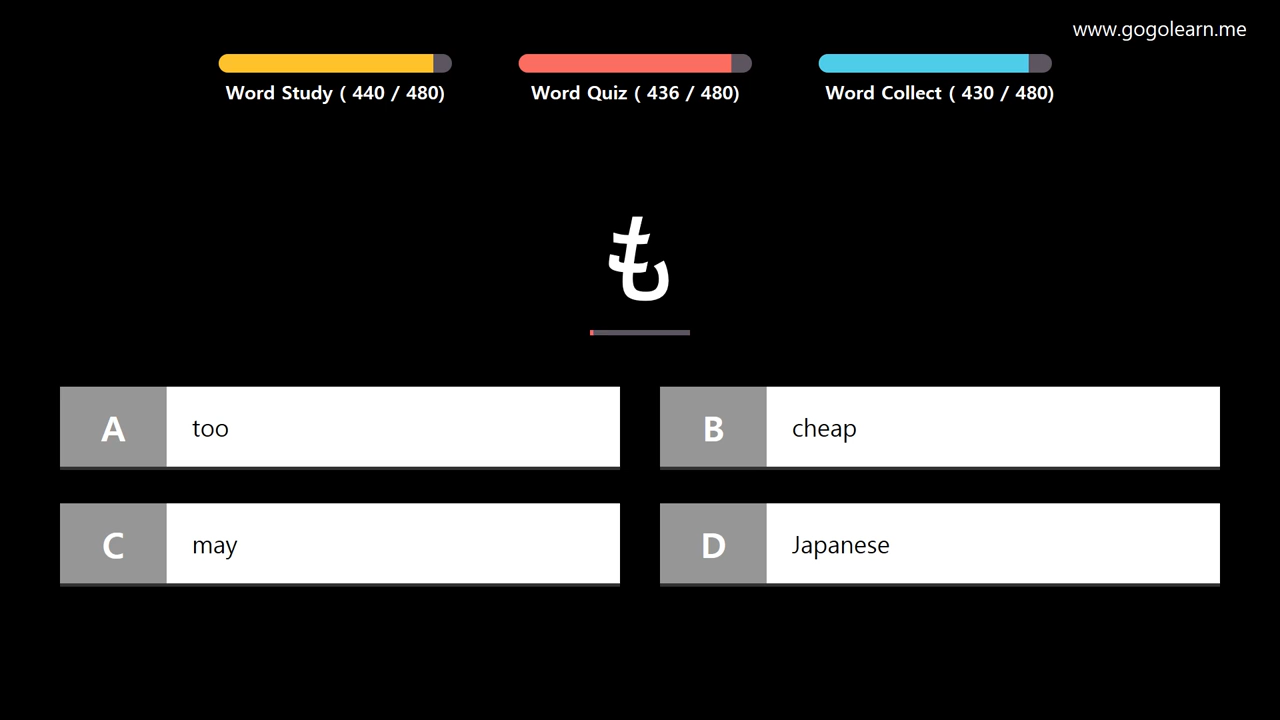 www.gogolearn.me
Word Study ( 440 / 480)
Word Quiz ( 436 / 480)
Word Collect ( 430 / 480)
も
A too
B cheap
C may
D Japanese